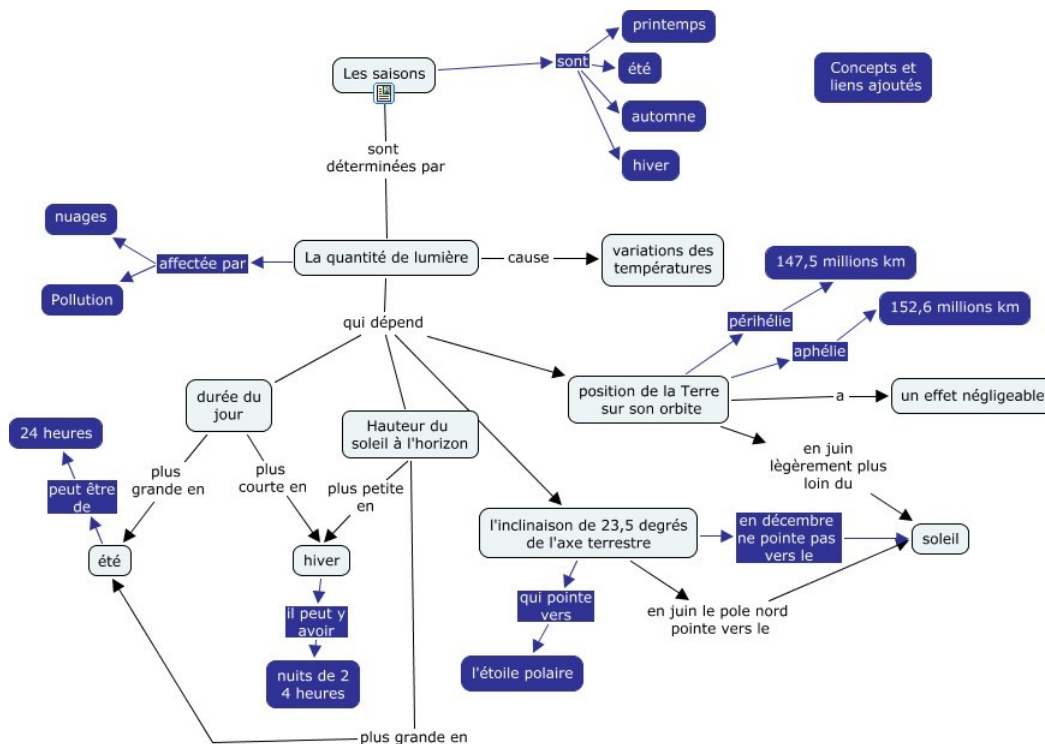 printemps
Les saisons
sont
été
Concepts et
liens ajoutés
automne
sont
déterminées par
hiver
nuages
affectée par
La quantité de lumière
cause
variations des
températures
Pollution
147,5 millions km
152,6 millions km
périhélie
qui dépend
aphélie
durée du
jour
position de la Terre
sur son orbite
a
un effet négligeable
Hauteur du
soleil à l'horizon
24 heures
en juin
lègèrement plus
loin du
plus
grande en
plus
courte en
peut être
de
plus petite
en
l'inclinaison de 23,5 degrés
de l'axe terrestre
en décembre
ne pointe pas
vers le
soleil
été
hiver
qui pointe
vers
en juin le pole nord
pointe vers le
il peut y
avoir
l'étoile polaire
nuits de 2
4 heures
plus grande en